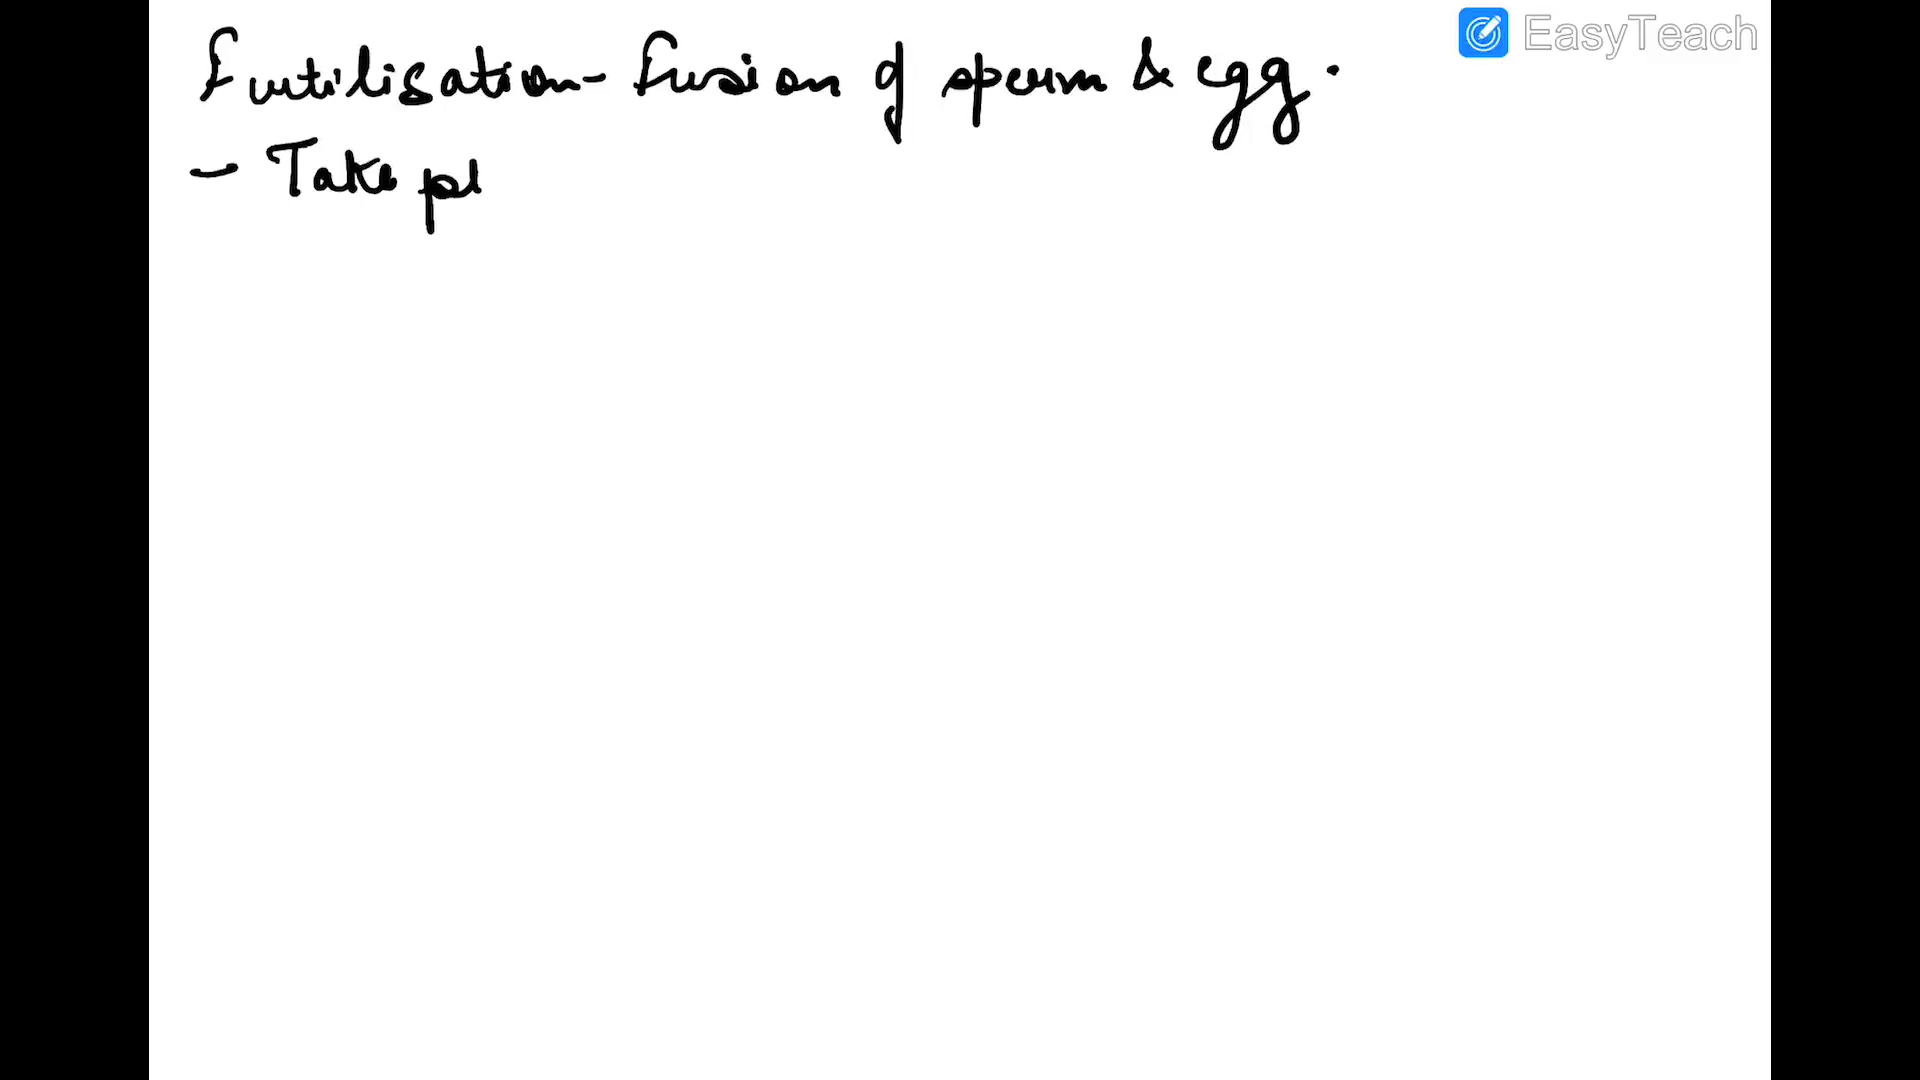 Fertilisation - Fusion of sperm & egg.
- Take pl
EasyTeach